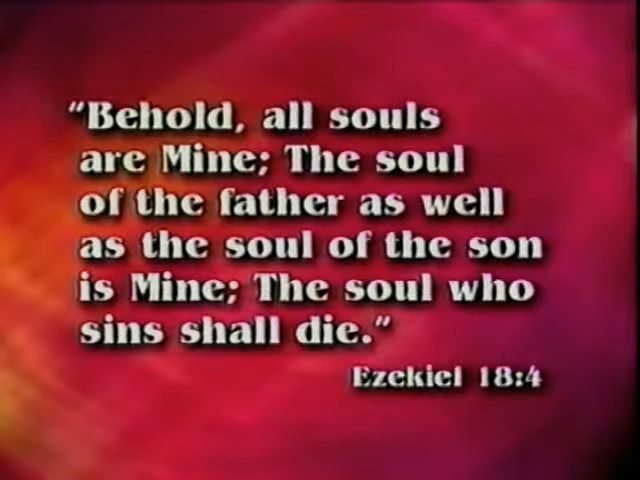 "Behold, all souls
are Mine; The soul
of the father as well
as the soul of the son
is Mine; The soul who
sins shall die."
Ezekiel 18:4